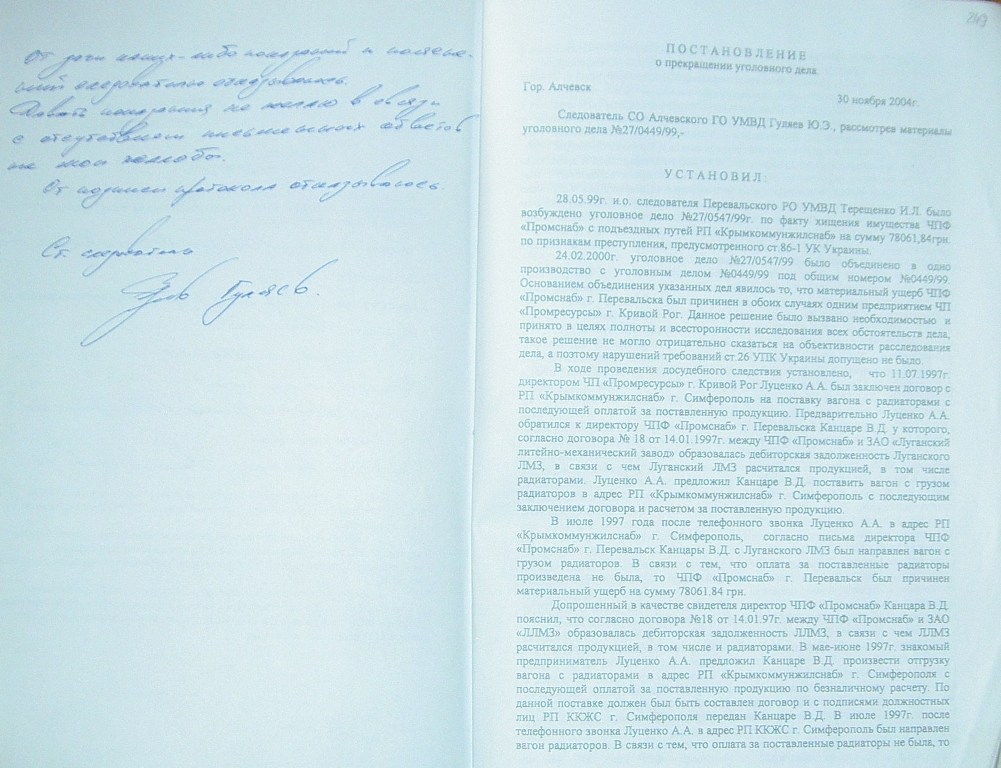 От дачи каких-либо показаний и поясне-
ний следователю отказываюсь.
Давать показания не желаю в связи
с отсутствием письменных ответов
на мои жалобы.
От подписи протокола отказываюсь.
Ст. следователь
Гуляев.
249
ПОСТАНОВЛЕНИЕ
о прекращении уголовного дела.
Гор. Алчевск
30 ноября 2004г.
Следователь СО Алчевского ГО УМВД Гуляев Ю.Э., рассмотрев материалы
уголовного дела №27/0449/99,-
УСТАНОВИЛ:
28.05.99г. и.о. следователя Перевальского РО УМВД Терещенко И.Л. было
возбуждено уголовное дело №27/0547/99г. по факту хищения имущества ЧПФ
«Промснаб» с подъездных путей РП «Крымкоммунжилснаб» на сумму 78061,84грн.
по признакам преступления, предусмотренного ст.86-1 УК Украины.
24.02.2000г. уголовное дело №27/0547/99 было объединено в одно
производство с уголовным делом №0449/99 под общим номером №0449/99.
Основанием объединения указанных дел явилось то, что материальный ущерб ЧПФ
«Промснаб» г. Перевальска был причинен в обоих случаях одним предприятием ЧП
«Промресурсы» г. Кривой Рог. Данное решение было вызвано необходимостью и
принято в целях полноты и всесторонности исследования всех обстоятельств дела,
такое решение не могло отрицательно сказаться на объективности расследования
дела, а поэтому нарушений требований ст.26 УПК Украины допущено не было.
В ходе проведения досудебного следствия установлено, что 11.07.1997г.
директором ЧП «Промресурсы» г. Кривой Рог Луценко А.А. был заключен договор с
РП «Крымкоммунжилснаб» г. Симферополь на поставку вагона с радиаторами с
последующей оплатой за поставленную продукцию. Предварительно Луценко А.А.
обратился к директору ЧПФ «Промснаб» г. Перевальска Канцаре В.Д. у которого,
согласно договора № 18 от 14.01.1997г. между ЧПФ «Промснаб» и ЗАО «Луганский
литейно-механический завод» образовалась дебиторская задолженность Луганского
ЛМЗ, в связи с чем Луганский ЛМЗ расчитался продукцией, в том числе
радиаторами. Луценко А.А. предложил Канцаре В.Д. поставить вагон с грузом
радиаторов в адрес РП «Крымкоммунжилснаб» г. Симферополь с последующим
заключением договора и расчетом за поставленную продукцию.
В июле 1997 года после телефонного звонка Луценко А.А. в адрес РП
«Крымкоммунжилснаб» г. Симферополь, согласно письма директора ЧПФ
«Промснаб» г. Перевальск Канцары В.Д. с Луганского ЛМЗ был направлен вагон с
грузом радиаторов. В связи с тем, что оплата за поставленные радиаторы
произведена не была, то ЧПФ «Промснаб» г. Перевальск был причинен
материальный ущерб на сумму 78061,84 грн.
Допрошенный в качестве свидетеля директор ЧПФ «Промснаб» Канцара В.Д.
пояснил, что согласно договора №18 от 14.01.97г. между ЧПФ «Промснаб» и ЗАО
«ЛЛМЗ» образовалась дебиторская задолженность ЛЛМЗ, в связи с чем ЛЛМЗ
расчитался продукцией, в том числе и радиаторами. В мае-июне 1997г. знакомый
предприниматель Луценко А.А. предложил Канцаре В.Д. произвести отгрузку
вагона с радиаторами в адрес РП «Крымкоммунжилснаб» г. Симферополя с
последующей оплатой за поставленную продукцию по безналичному расчету. По
данной поставке должен был быть составлен договор и с подписями должностных
лиц РП ККЖС г. Симферополя передан Канцаре В.Д. В июле 1997г. после
телефонного звонка Луценко А.А. в адрес РП ККЖС г. Симферополь был направлен
вагон радиаторов. В связи с тем, что оплата за поставленные радиаторы не была, то